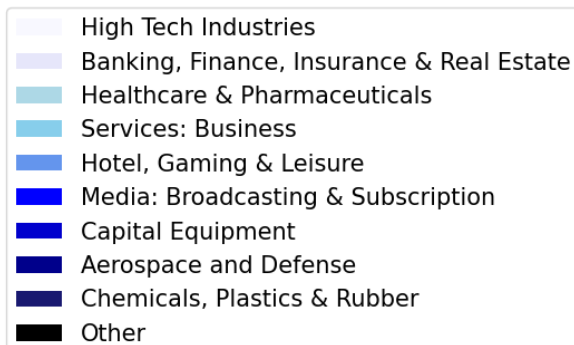 High Tech Industries
Banking, Finance, Insurance & Real Estate
Healthcare & Pharmaceuticals
Services: Business
Hotel, Gaming & Leisure
Media: Broadcasting & Subscription
Capital Equipment
Aerospace and Defense
Chemicals, Plastics & Rubber
Other